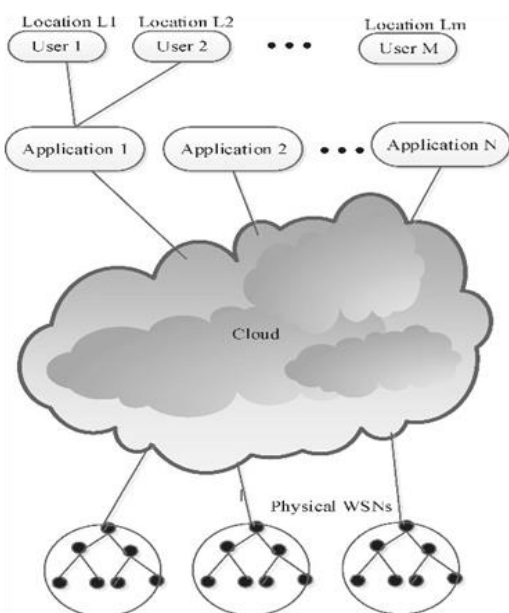 Location L1 Location L2 Location Lm
User 1 User 2 User M
Application 1 Application 2 Application N
Cloud
Physical WSNs